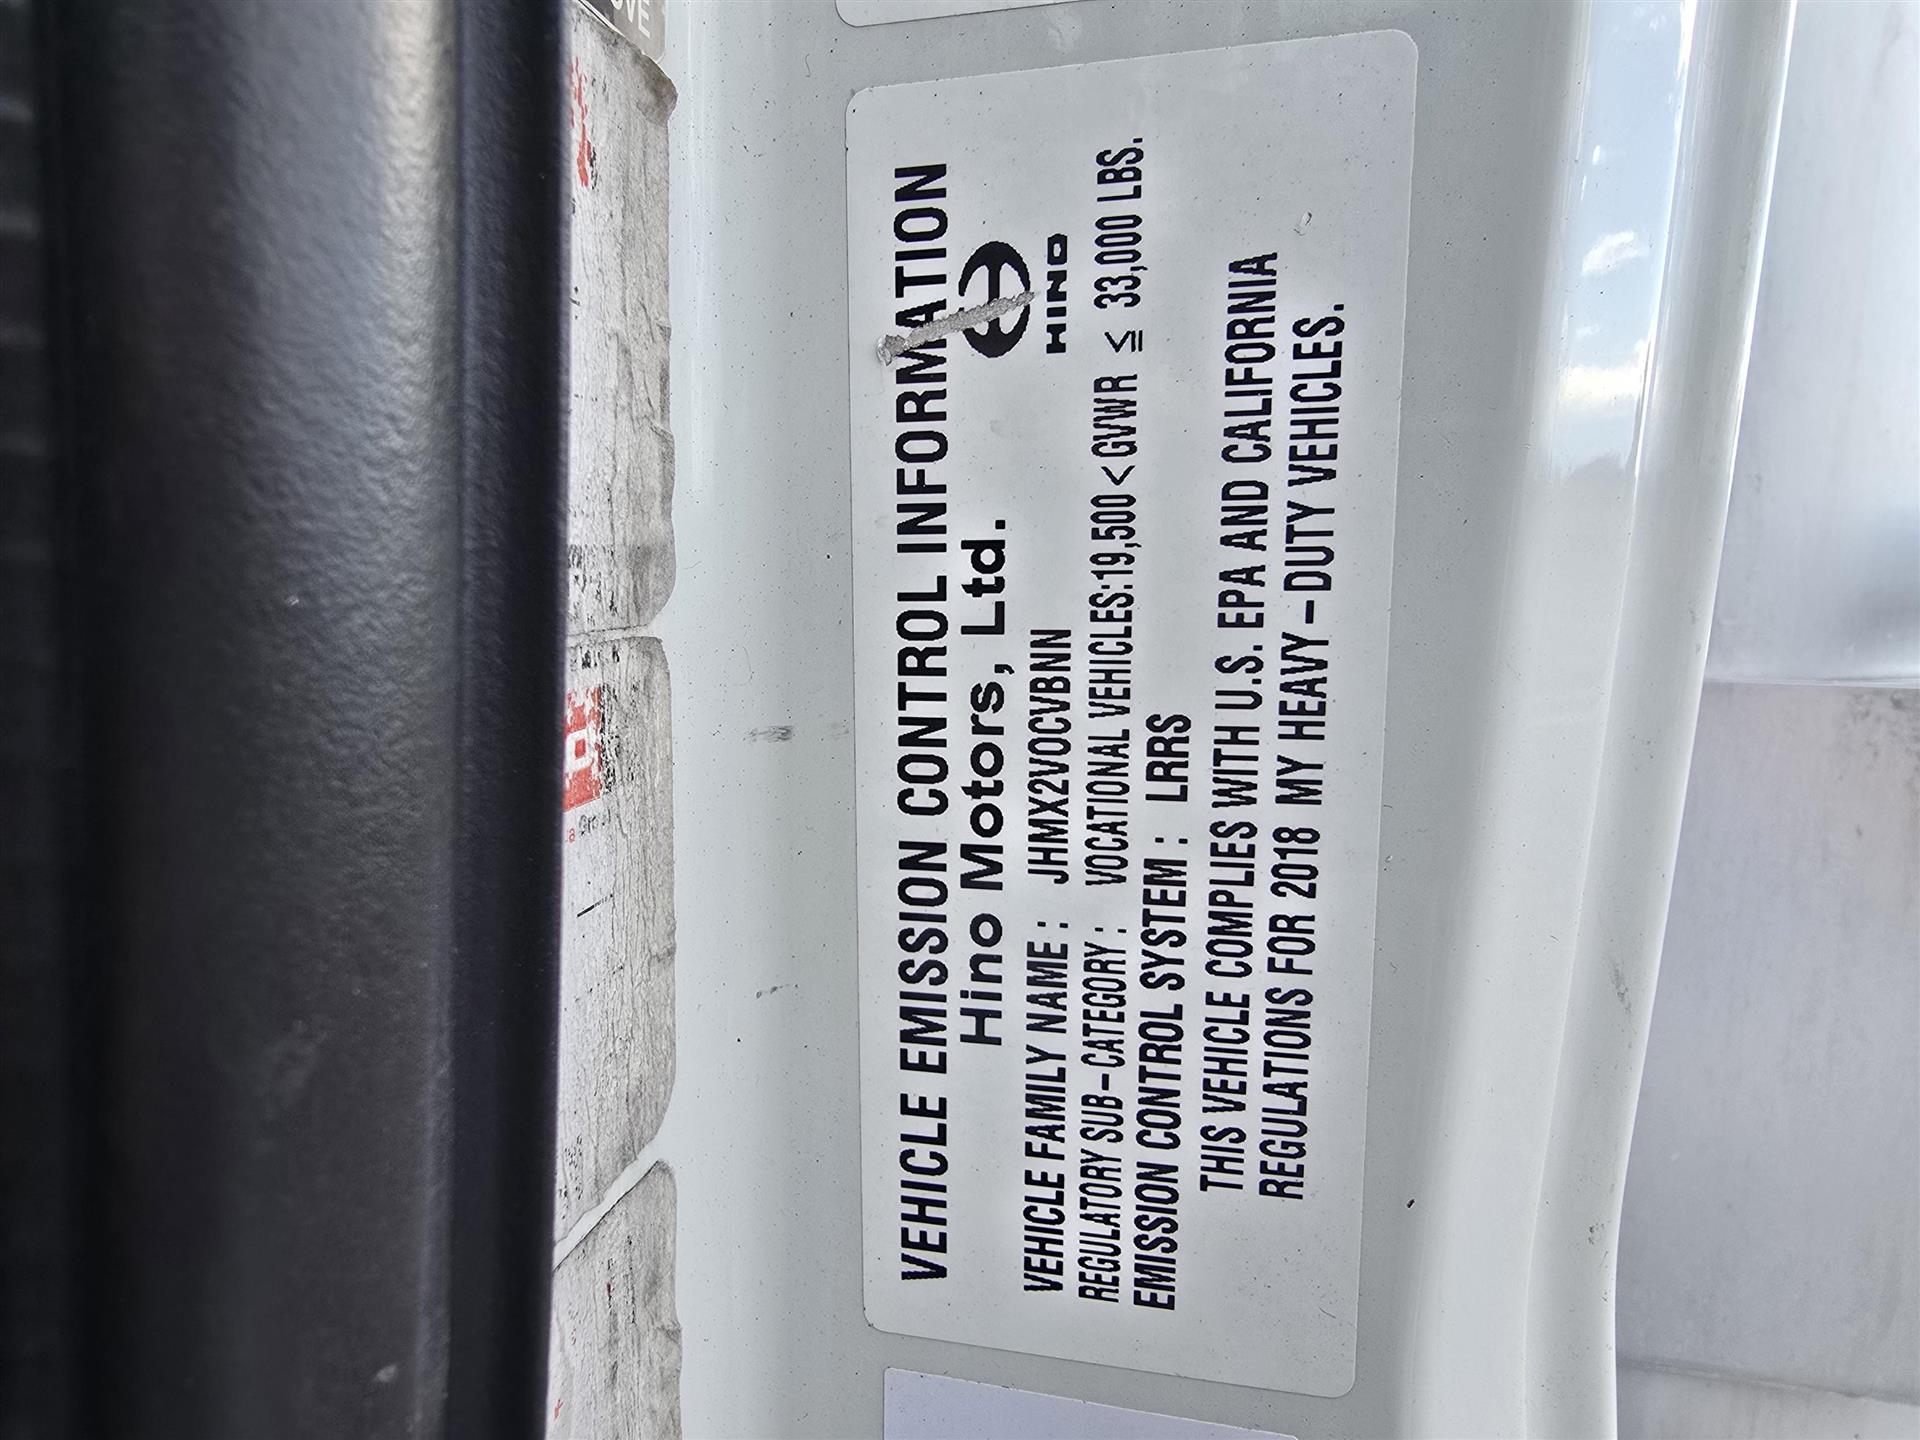 VEHICLE EMISSION CONTROL INFORMATION
Hino Motors, Ltd.
HINO
VEHICLE FAMILY NAME : JHMX2VOCVBNN
REGULATORY SUB-CATEGORY : VOCATIONAL VEHICLES:19,500 < GVWR ≦ 33,000 LBS.
EMISSION CONTROL SYSTEM : LRRS
THIS VEHICLE COMPLIES WITH U.S. EPA AND CALIFORNIA
REGULATIONS FOR 2018 MY HEAVY-DUTY VEHICLES.